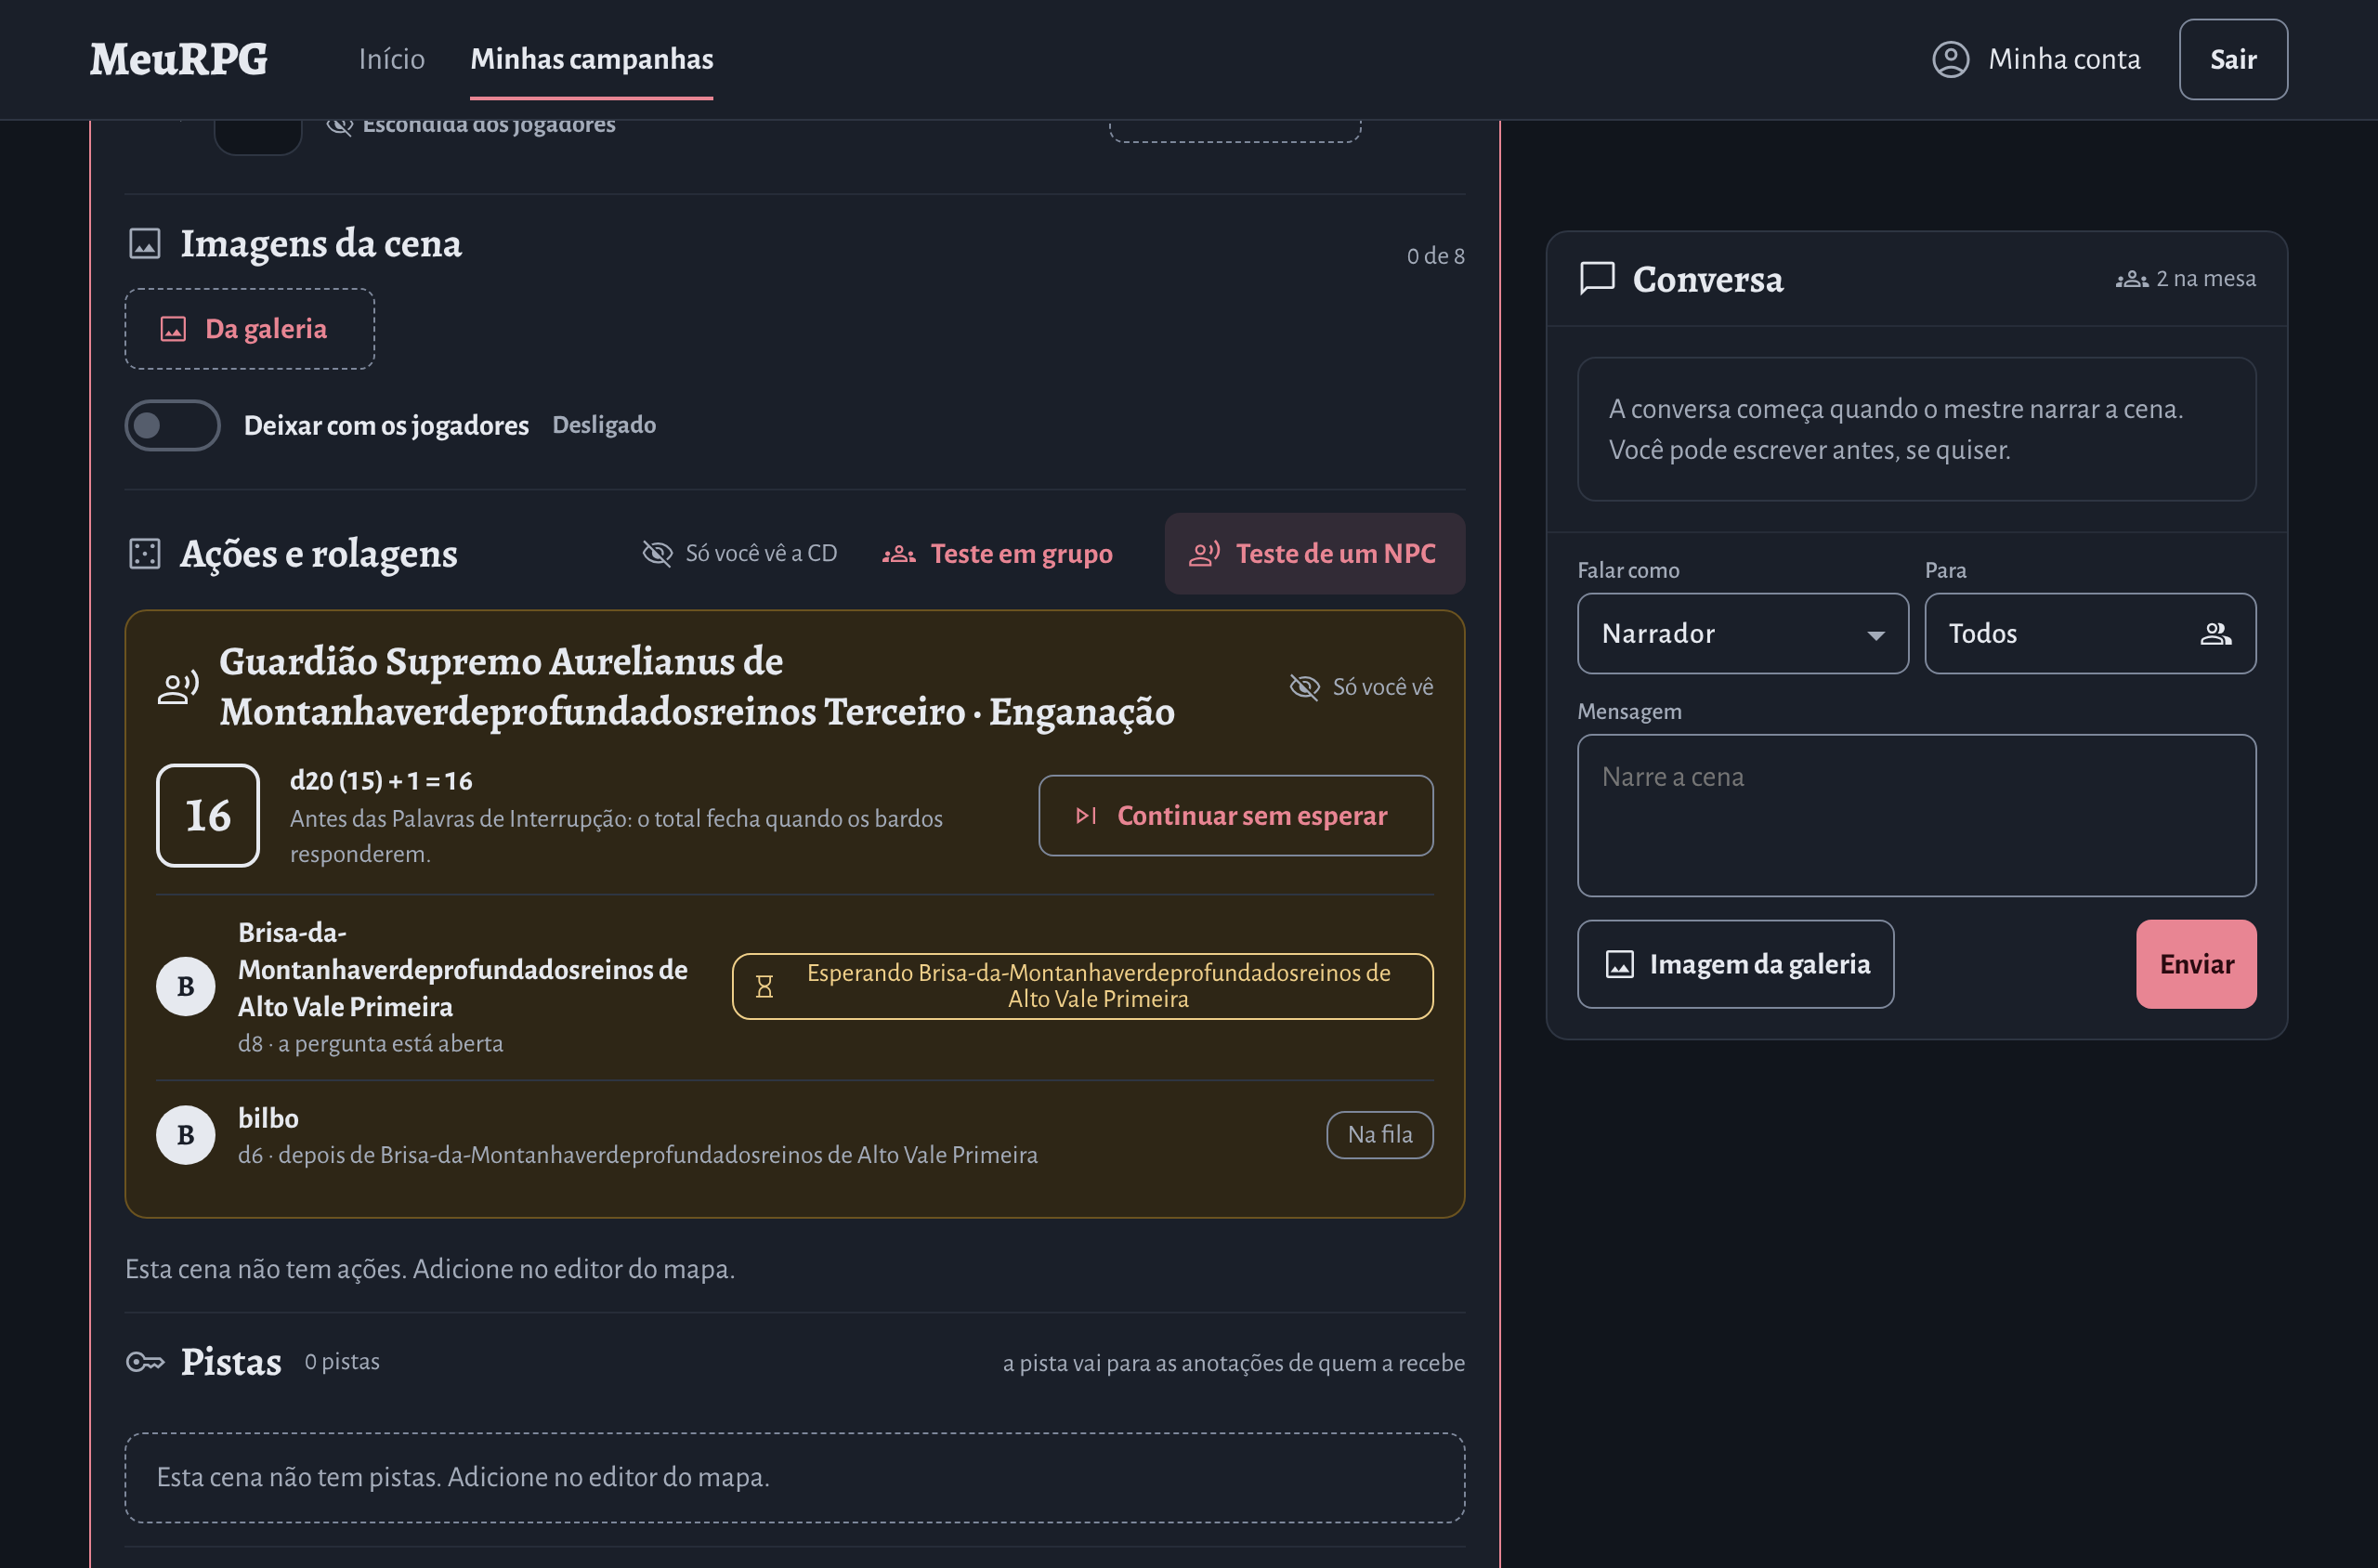 MeuRPG
Início
Minhas campanhas
Minha conta
Sair
Escondida dos jogadores
Imagens da cena
0 de 8
Da galeria
Deixar com os jogadores
Desligado
Ações e rolagens
Só você vê a CD
Teste em grupo
Teste de um NPC
Guardião Supremo Aurelianus de
Montanhaverdeprofundadosreinos Terceiro · Enganação
Só você vê
16
d20 (15) + 1 = 16
Antes das Palavras de Interrupção: o total fecha quando os bardos
responderem.
Continuar sem esperar
B
Brisa-da-
Montanhaverdeprofundadosreinos de
Alto Vale Primeira
d8 · a pergunta está aberta
Esperando Brisa-da-Montanhaverdeprofundadosreinos de
Alto Vale Primeira
B
bilbo
d6 · depois de Brisa-da-Montanhaverdeprofundadosreinos de Alto Vale Primeira
Na fila
Esta cena não tem ações. Adicione no editor do mapa.
Pistas
0 pistas
a pista vai para as anotações de quem a recebe
Esta cena não tem pistas. Adicione no editor do mapa.
Conversa
2 na mesa
A conversa começa quando o mestre narrar a cena.
Você pode escrever antes, se quiser.
Falar como
Para
Narrador
Todos
Mensagem
Narre a cena
Imagem da galeria
Enviar